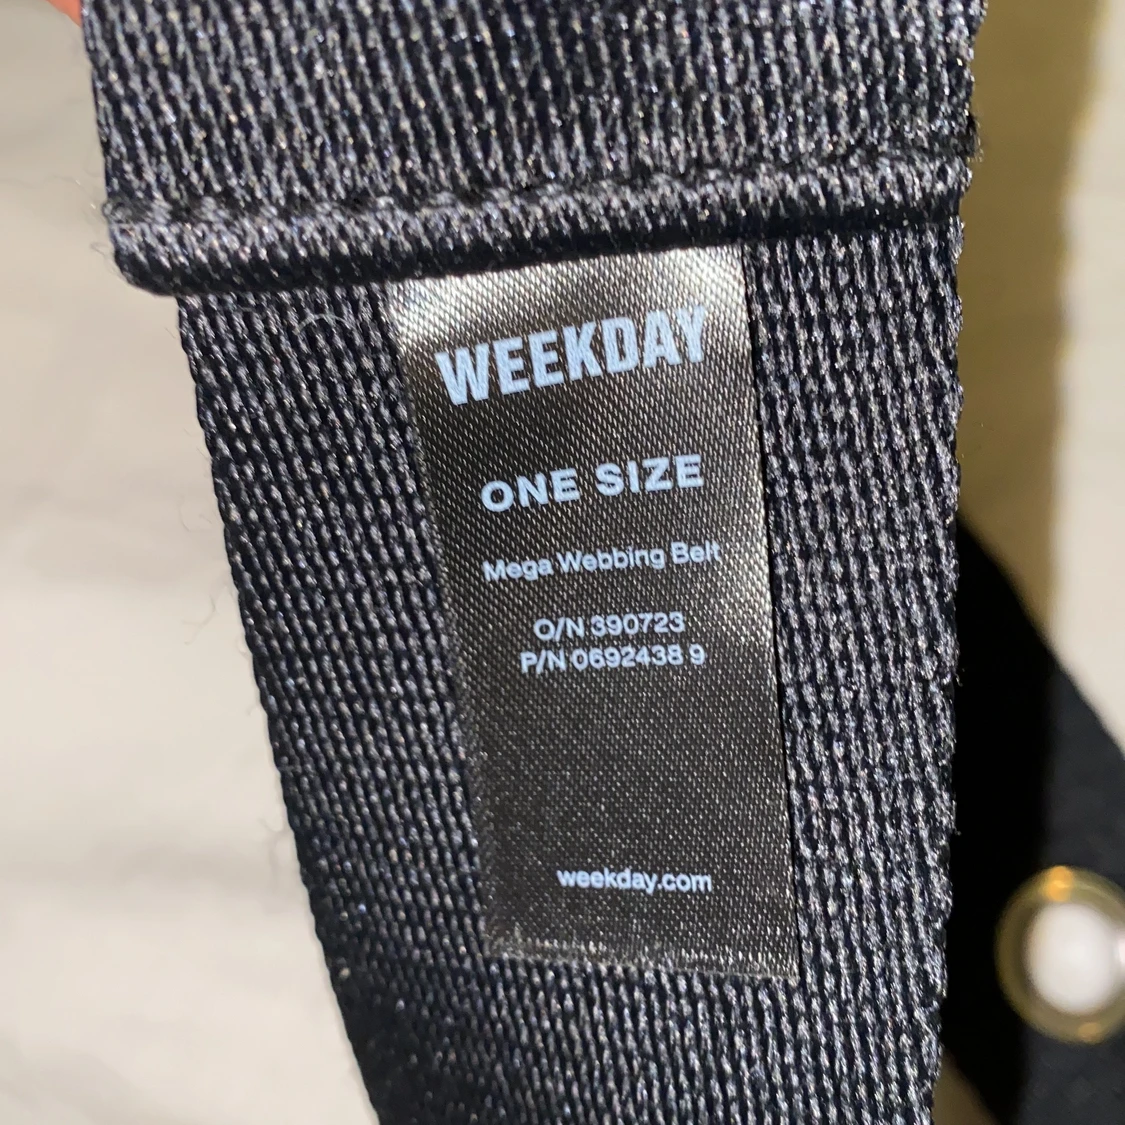 WEEKDAY
ONE SIZE
Mega Webbing Belt
O/N 390723
P/N 0692438 9
weekday.com